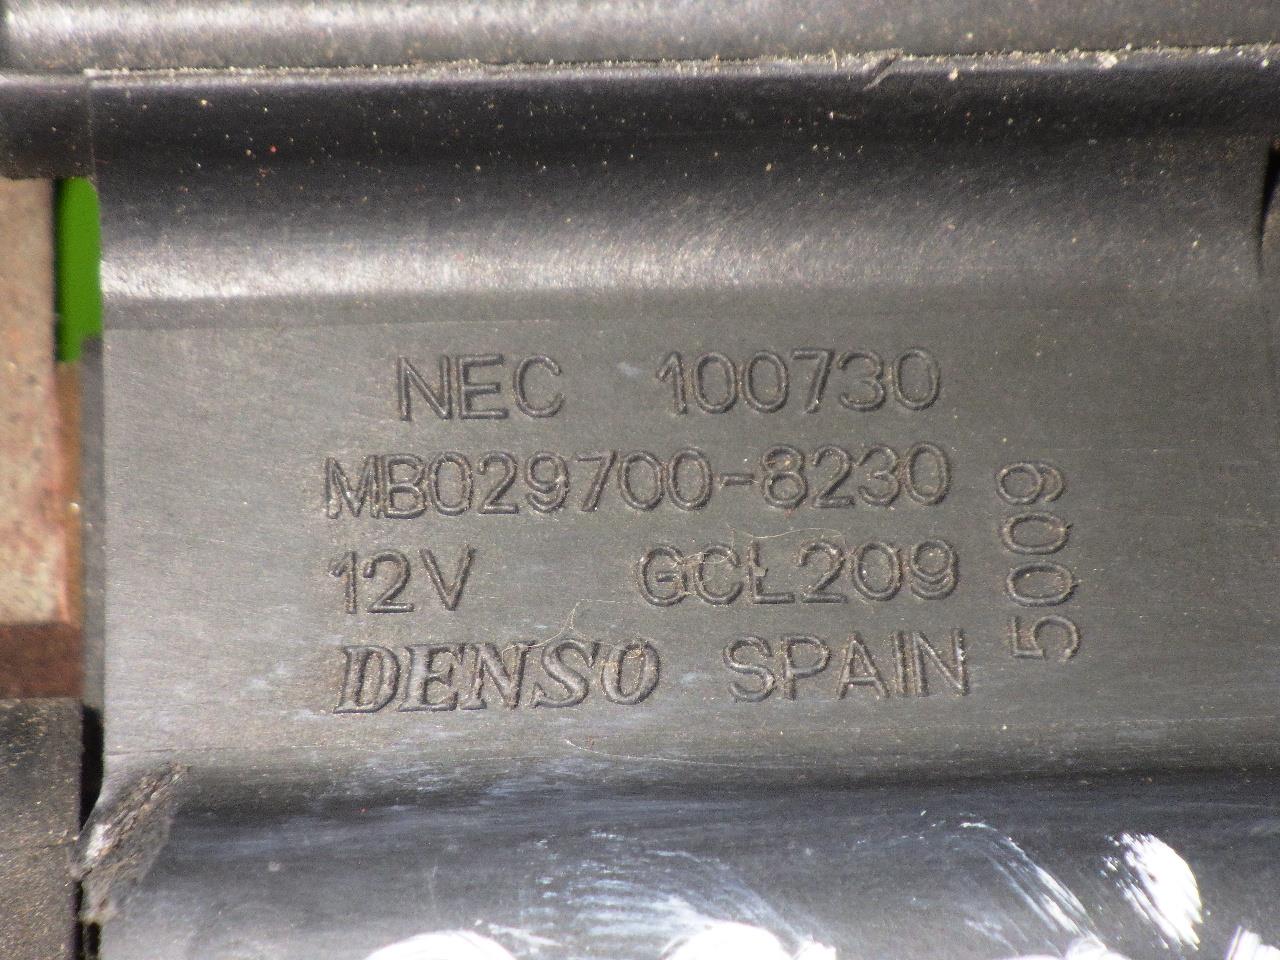 NEC 100730
MB029700-8230
12V GCL209
DENSO SPAIN
5009